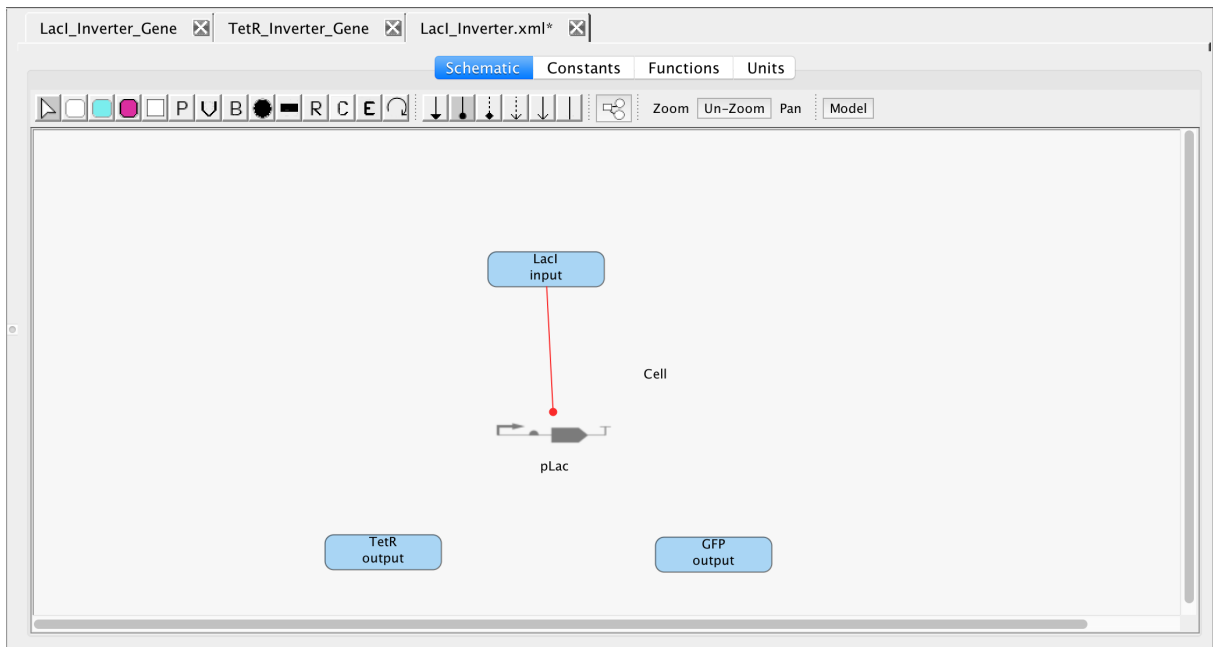 LacI_Inverter_Gene TetR_Inverter_Gene LacI_Inverter.xml*
Schematic Constants Functions Units
P V B R C E Zoom Un-Zoom Pan Model
LacI
input
Cell
pLac
TetR
output
GFP
output